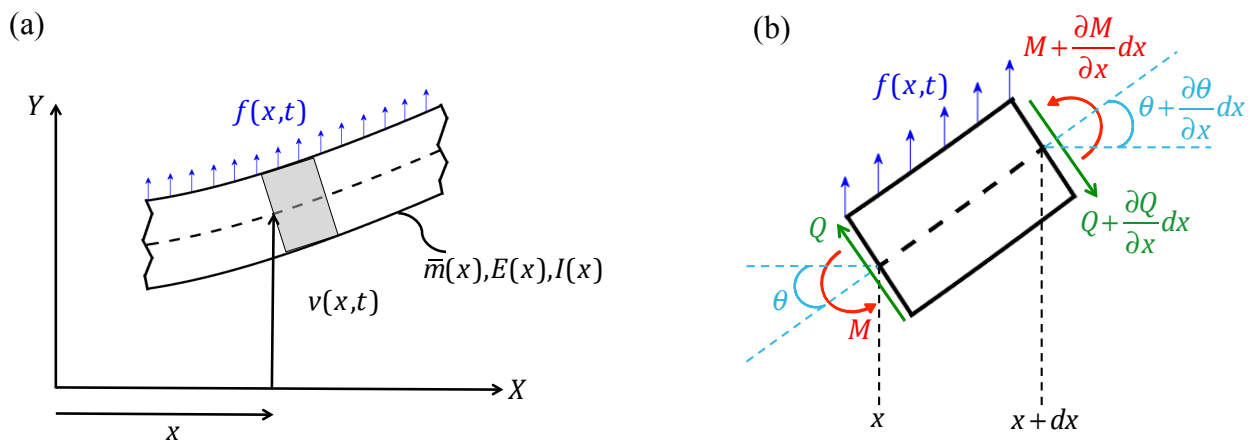 (a)
Y
f(x,t)
v(x,t)
m̅(x),E(x),I(x)
X
x
(b)
f(x,t)
M+∂M/∂x dx
θ+∂θ/∂x dx
Q
Q+∂Q/∂x dx
θ
M
x
x+dx